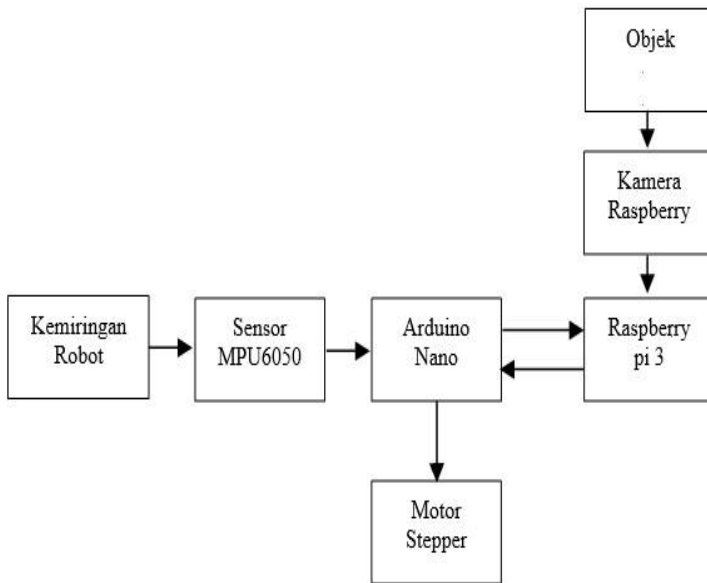 Objek
Kamera
Raspberry
Kemiringan
Robot
Sensor
MPU6050
Arduino
Nano
Raspberry
pi 3
Motor
Stepper